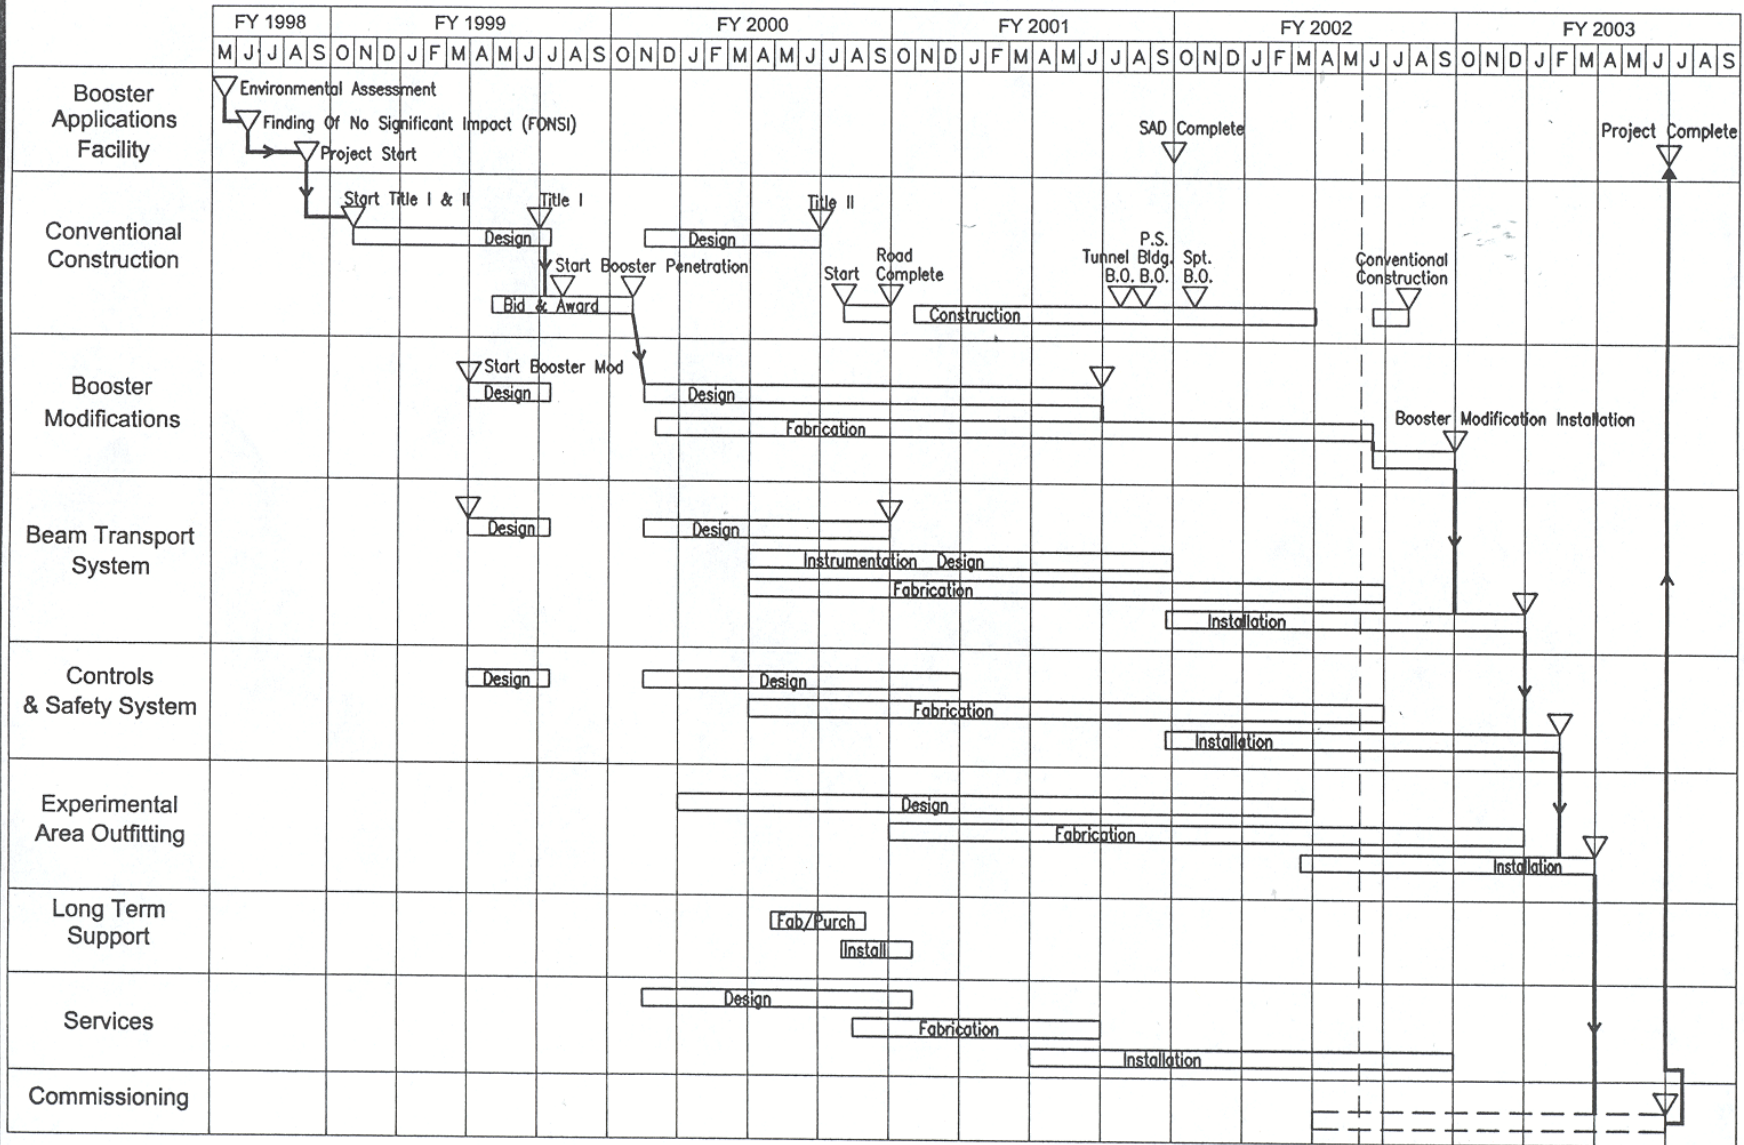 FY 1998 FY 1999 FY 2000 FY 2001 FY 2002 FY 2003
M J J A S O N D J F M A M J J A S O N D J F M A M J J A S O N D J F M A M J J A S O N D J F M A M J J A S O N D J F M A M J J A S
Booster
Applications
Facility
Environmental Assessment
Finding Of No Significant Impact (FONSI)
Project Start
SAD Complete
Project Complete
Conventional
Construction
Start Title I & II
Title I
Title II
Design
Design
Start Booster Penetration
Bid & Award
Start
Road
Complete
Construction
Tunnel
B.O.
P.S.
Bldg.
B.O.
Spt.
B.O.
Conventional
Construction
Booster
Modifications
Start Booster Mod
Design
Design
Fabrication
Booster Modification Installation
Beam Transport
System
Design
Design
Instrumentation Design
Fabrication
Installation
Controls
& Safety System
Design
Design
Fabrication
Installation
Experimental
Area Outfitting
Design
Fabrication
Installation
Long Term
Support
Fab/Purch
Install
Services
Design
Fabrication
Installation
Commissioning